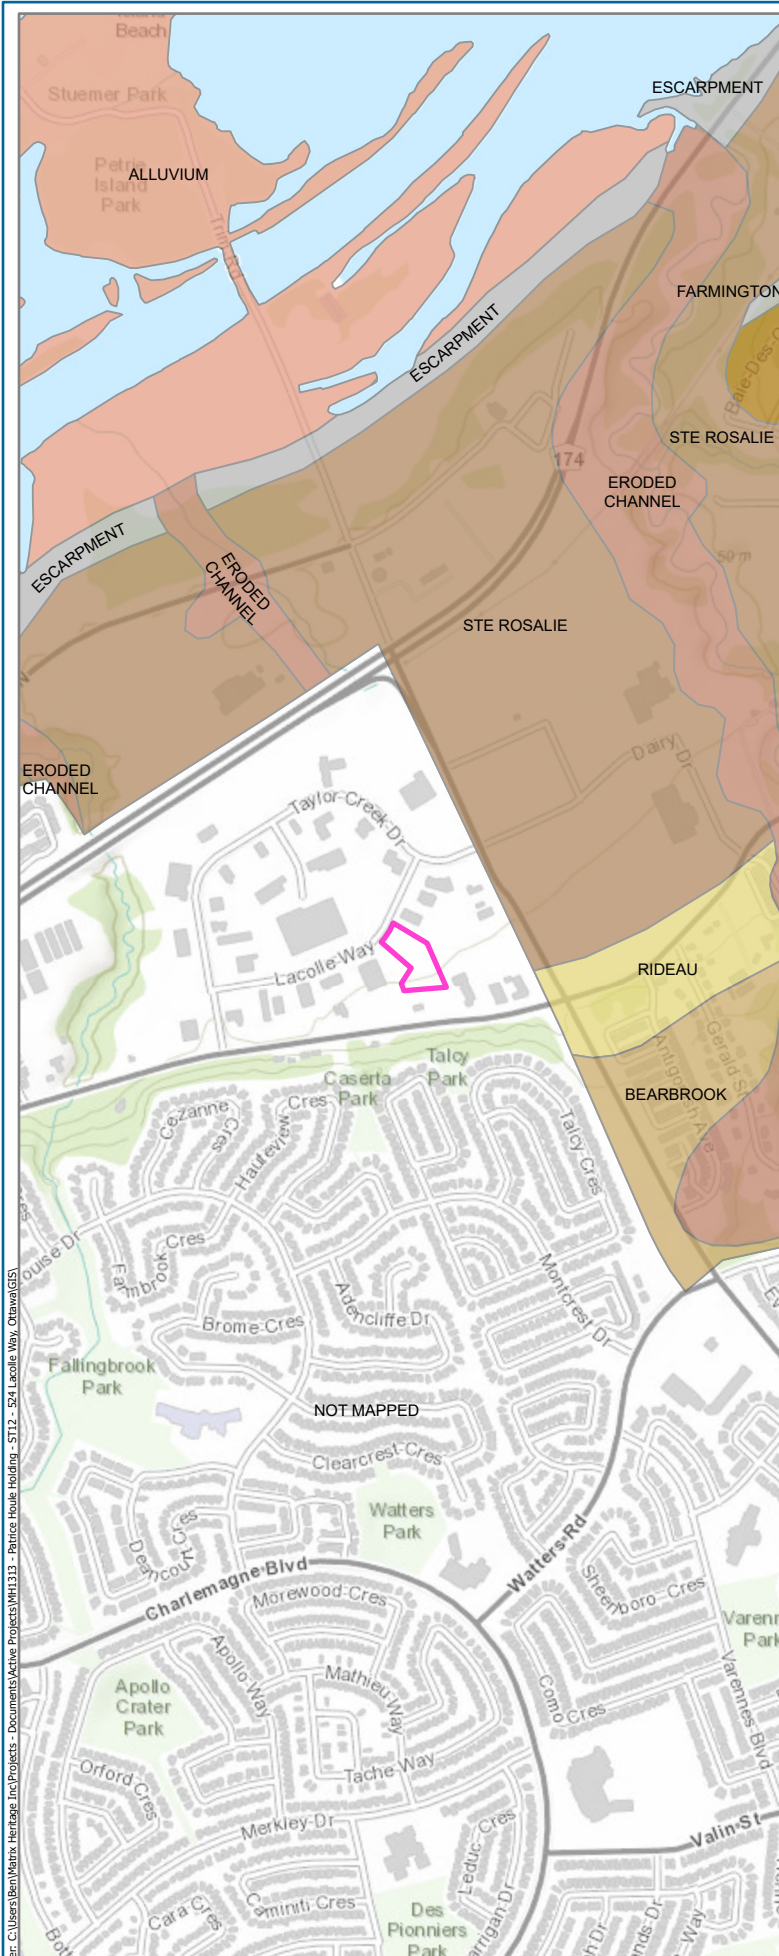 Beach
Stuemer Park
ESCARPMENT
Petrie
Island
Park
ALLUVIUM
Trim Rd
FARMINGTON
ESCARPMENT
STE ROSALIE
174
ERODED
CHANNEL
ESCARPMENT
ERODED
CHANNEL
50 m
STE ROSALIE
Dairy Dr
ERODED
CHANNEL
Taylor Creek Dr
Lacolle Way
RIDEAU
Talcy
Park
Caserta
Park
Antigonish Ave
Gerald St
BEARBROOK
Cezanne
Cres
Cres
Hauteview
Talcy Cres
Cres
Farmbrook
Montcrest Dr
Adencliffe Dr
Brome Cres
Fallingbrook
Park
NOT MAPPED
Clearcrest Cres
Watters
Park
Watters Rd
Charlemagne Blvd
Morewood Cres
Sheenboro Cres
Apollo Way
Mathieu Way
Apollo
Crater
Park
Como Cres
Varennes Blvd
Tache Way
Orford Cres
Merkley Dr
Valin St
Leduc Cres
Cara Cres
Caminiti Cres
Des
Pionniers
Park
Way
C:\Users\Ben\Matrix Heritage Inc\Projects - Documents\Active Projects\MH1313 - Patrice Houle Holding - ST12 - 524 Lacolle Way, Ottawa\GIS\